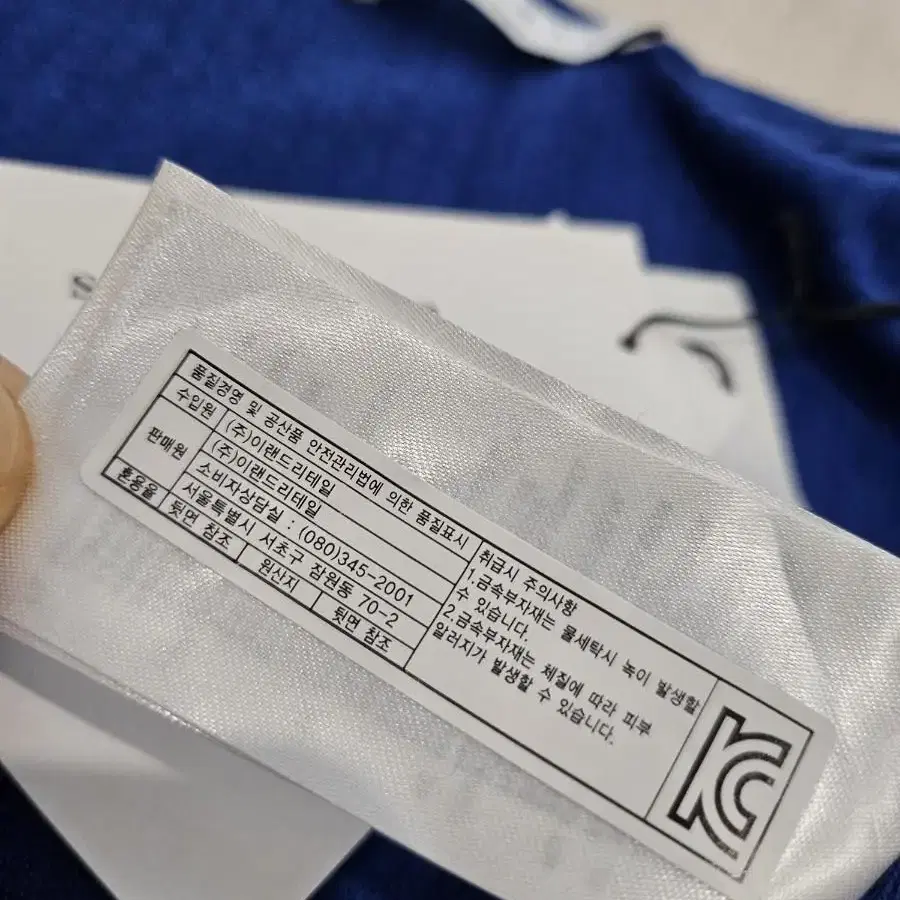 품질경영 및 공산품 안전관리법에 의한 품질표시
수입원 (주)이랜드리테일
판매원 (주)이랜드리테일
소비자상담실 : (080)345-2001
서울특별시 서초구 잠원동 70-2
혼용율 뒷면 참조 원산지 뒷면 참조
취급시 주의사항
1.금속부자재는 물세탁시 녹이 발생할
수 있습니다.
2.금속부자재는 체질에 따라 피부
알러지가 발생할 수 있습니다.
KC